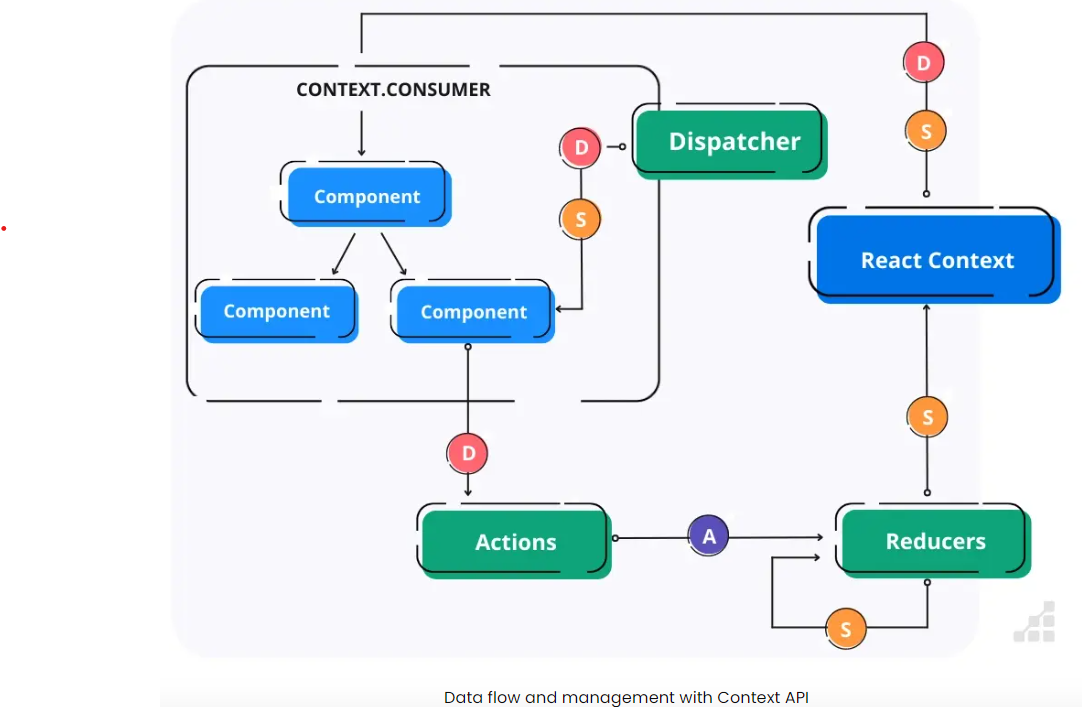 D
CONTEXT.CONSUMER
S
D
Dispatcher
Component
S
React Context
Component
Component
S
D
Actions
A
Reducers
S
Data flow and management with Context API